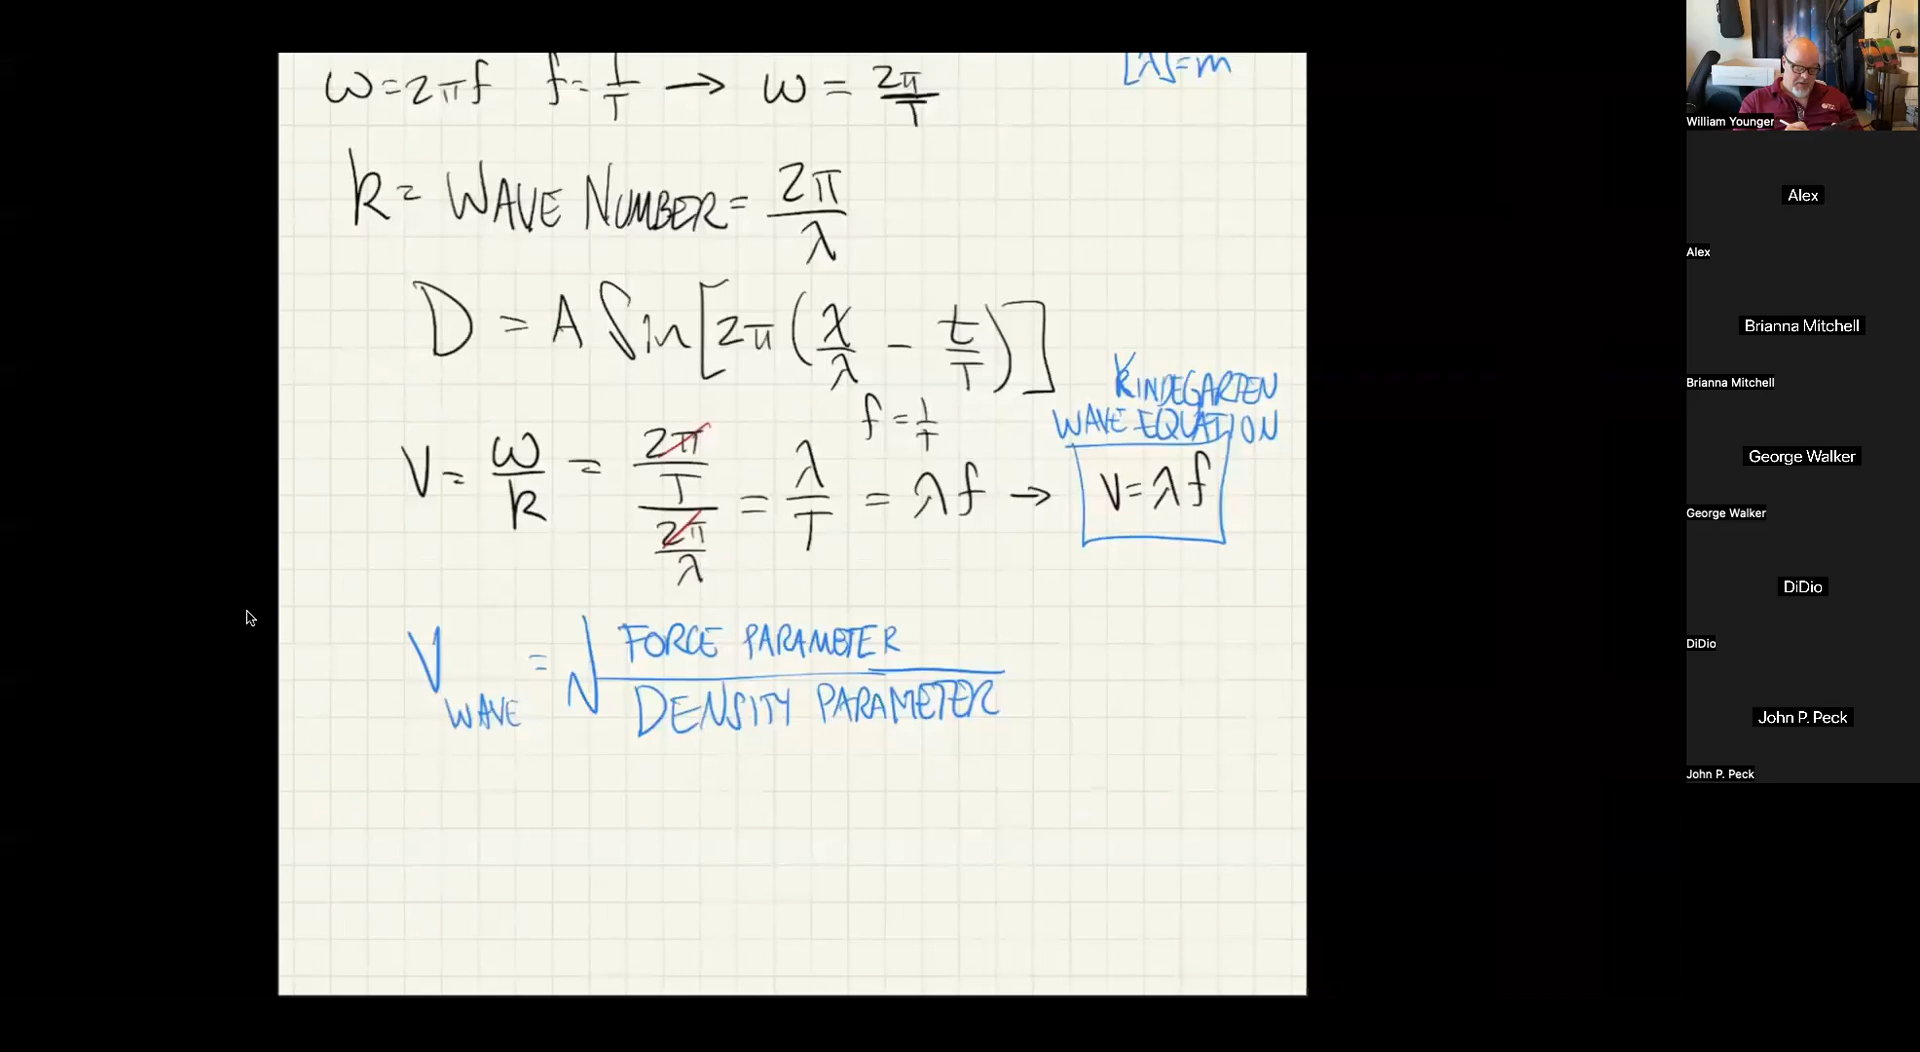 ω=2πf f=1/T → ω = 2π/T [λ]=m
k= WAVE NUMBER= 2π/λ
D = A Sin[2π(x/λ - t/T)]
f = 1/T
KINDEGARTEN
WAVE EQUATION
V= ω/k = (2π/T)/(2π/λ) = λ/T = λf → V=λf
V WAVE = √(FORCE PARAMETER / DENSITY PARAMETER)
William Younger
Alex
Alex
Brianna Mitchell
Brianna Mitchell
George Walker
George Walker
DiDio
DiDio
John P. Peck
John P. Peck